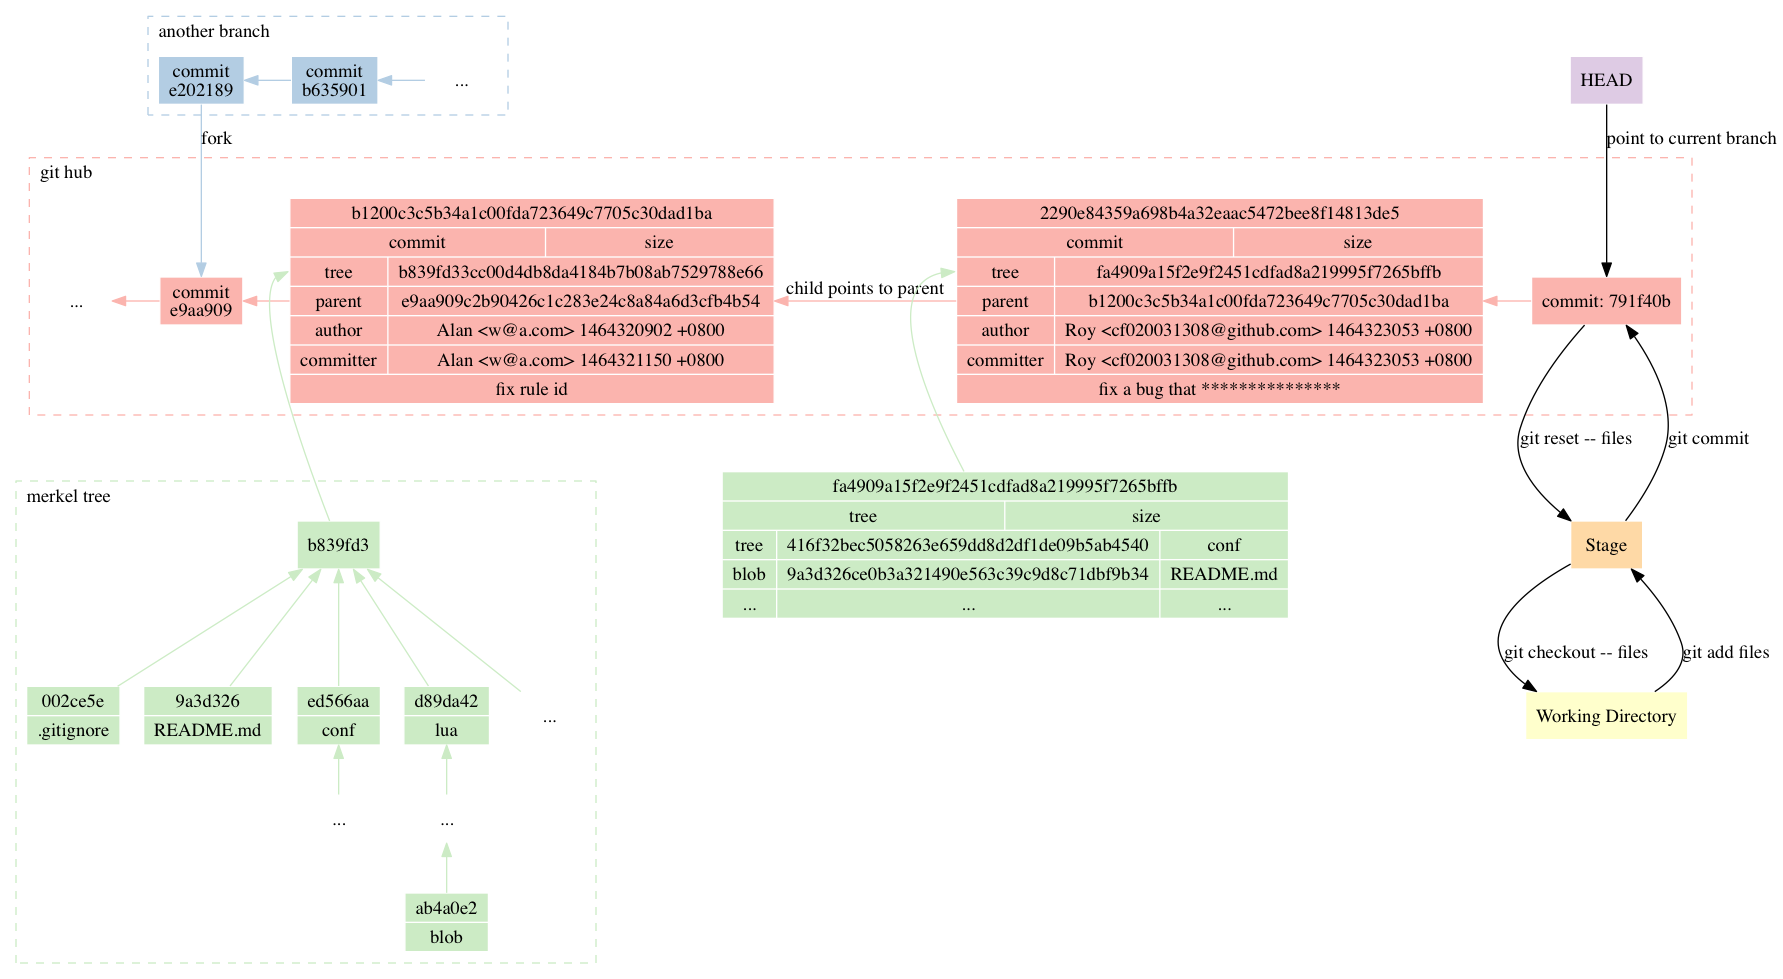 another branch
commit
e202189
commit
b635901
...
HEAD
fork
point to current branch
git hub
...
commit
e9aa909
b1200c3c5b34a1c00fda723649c7705c30dad1ba
commit size
tree b839fd33cc00d4db8da4184b7b08ab7529788e66
parent e9aa909c2b90426c1c283e24c8a84a6d3cfb4b54
author Alan <w@a.com> 1464320902 +0800
committer Alan <w@a.com> 1464321150 +0800
fix rule id
child points to parent
2290e84359a698b4a32eaac5472bee8f14813de5
commit size
tree fa4909a15f2e9f2451cdfad8a219995f7265bffb
parent b1200c3c5b34a1c00fda723649c7705c30dad1ba
author Roy <cf020031308@github.com> 1464323053 +0800
committer Roy <cf020031308@github.com> 1464323053 +0800
fix a bug that ***************
commit: 791f40b
git reset -- files
git commit
merkel tree
b839fd3
fa4909a15f2e9f2451cdfad8a219995f7265bffb
tree size
tree 416f32bec5058263e659dd8d2df1de09b5ab4540 conf
blob 9a3d326ce0b3a321490e563c39c9d8c71dbf9b34 README.md
... ... ...
Stage
git checkout -- files
git add files
002ce5e
.gitignore
9a3d326
README.md
ed566aa
conf
d89da42
lua
...
Working Directory
...
...
ab4a0e2
blob